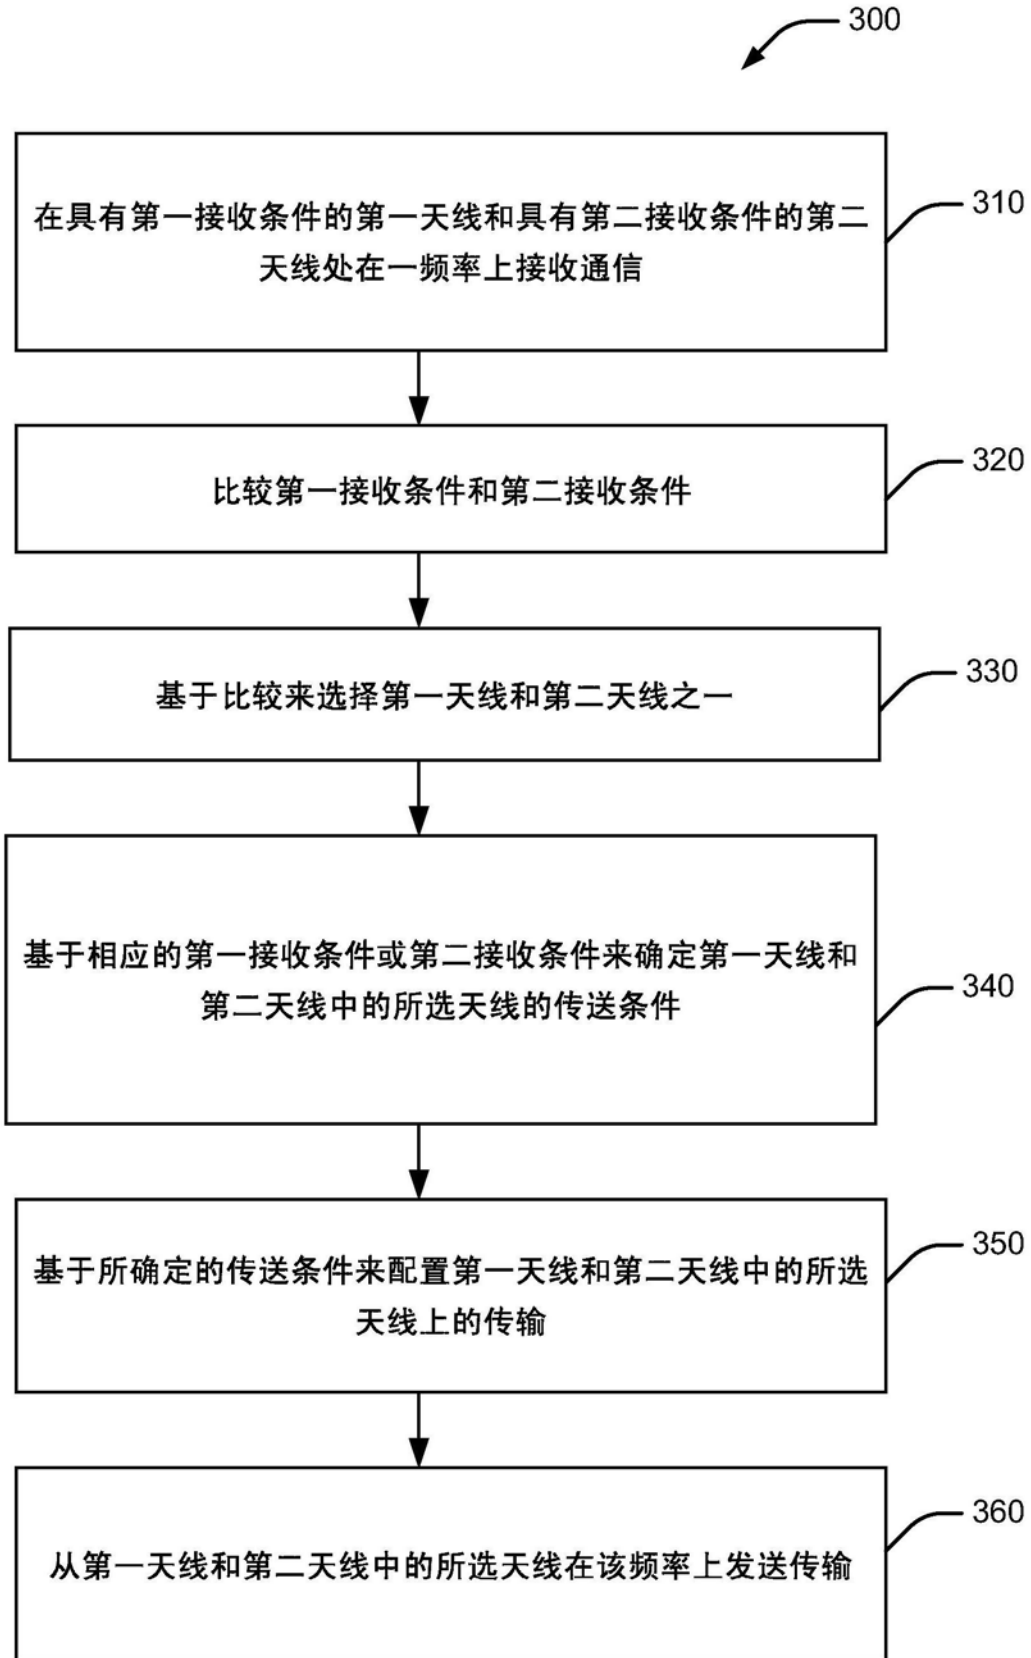 300
在具有第一接收条件的第一天线和具有第二接收条件的第二
天线处在一频率上接收通信
310
比较第一接收条件和第二接收条件
320
基于比较来选择第一天线和第二天线之一
330
基于相应的第一接收条件或第二接收条件来确定第一天线和
第二天线中的所选天线的传送条件
340
基于所确定的传送条件来配置第一天线和第二天线中的所选
天线上的传输
350
从第一天线和第二天线中的所选天线在该频率上发送传输
360